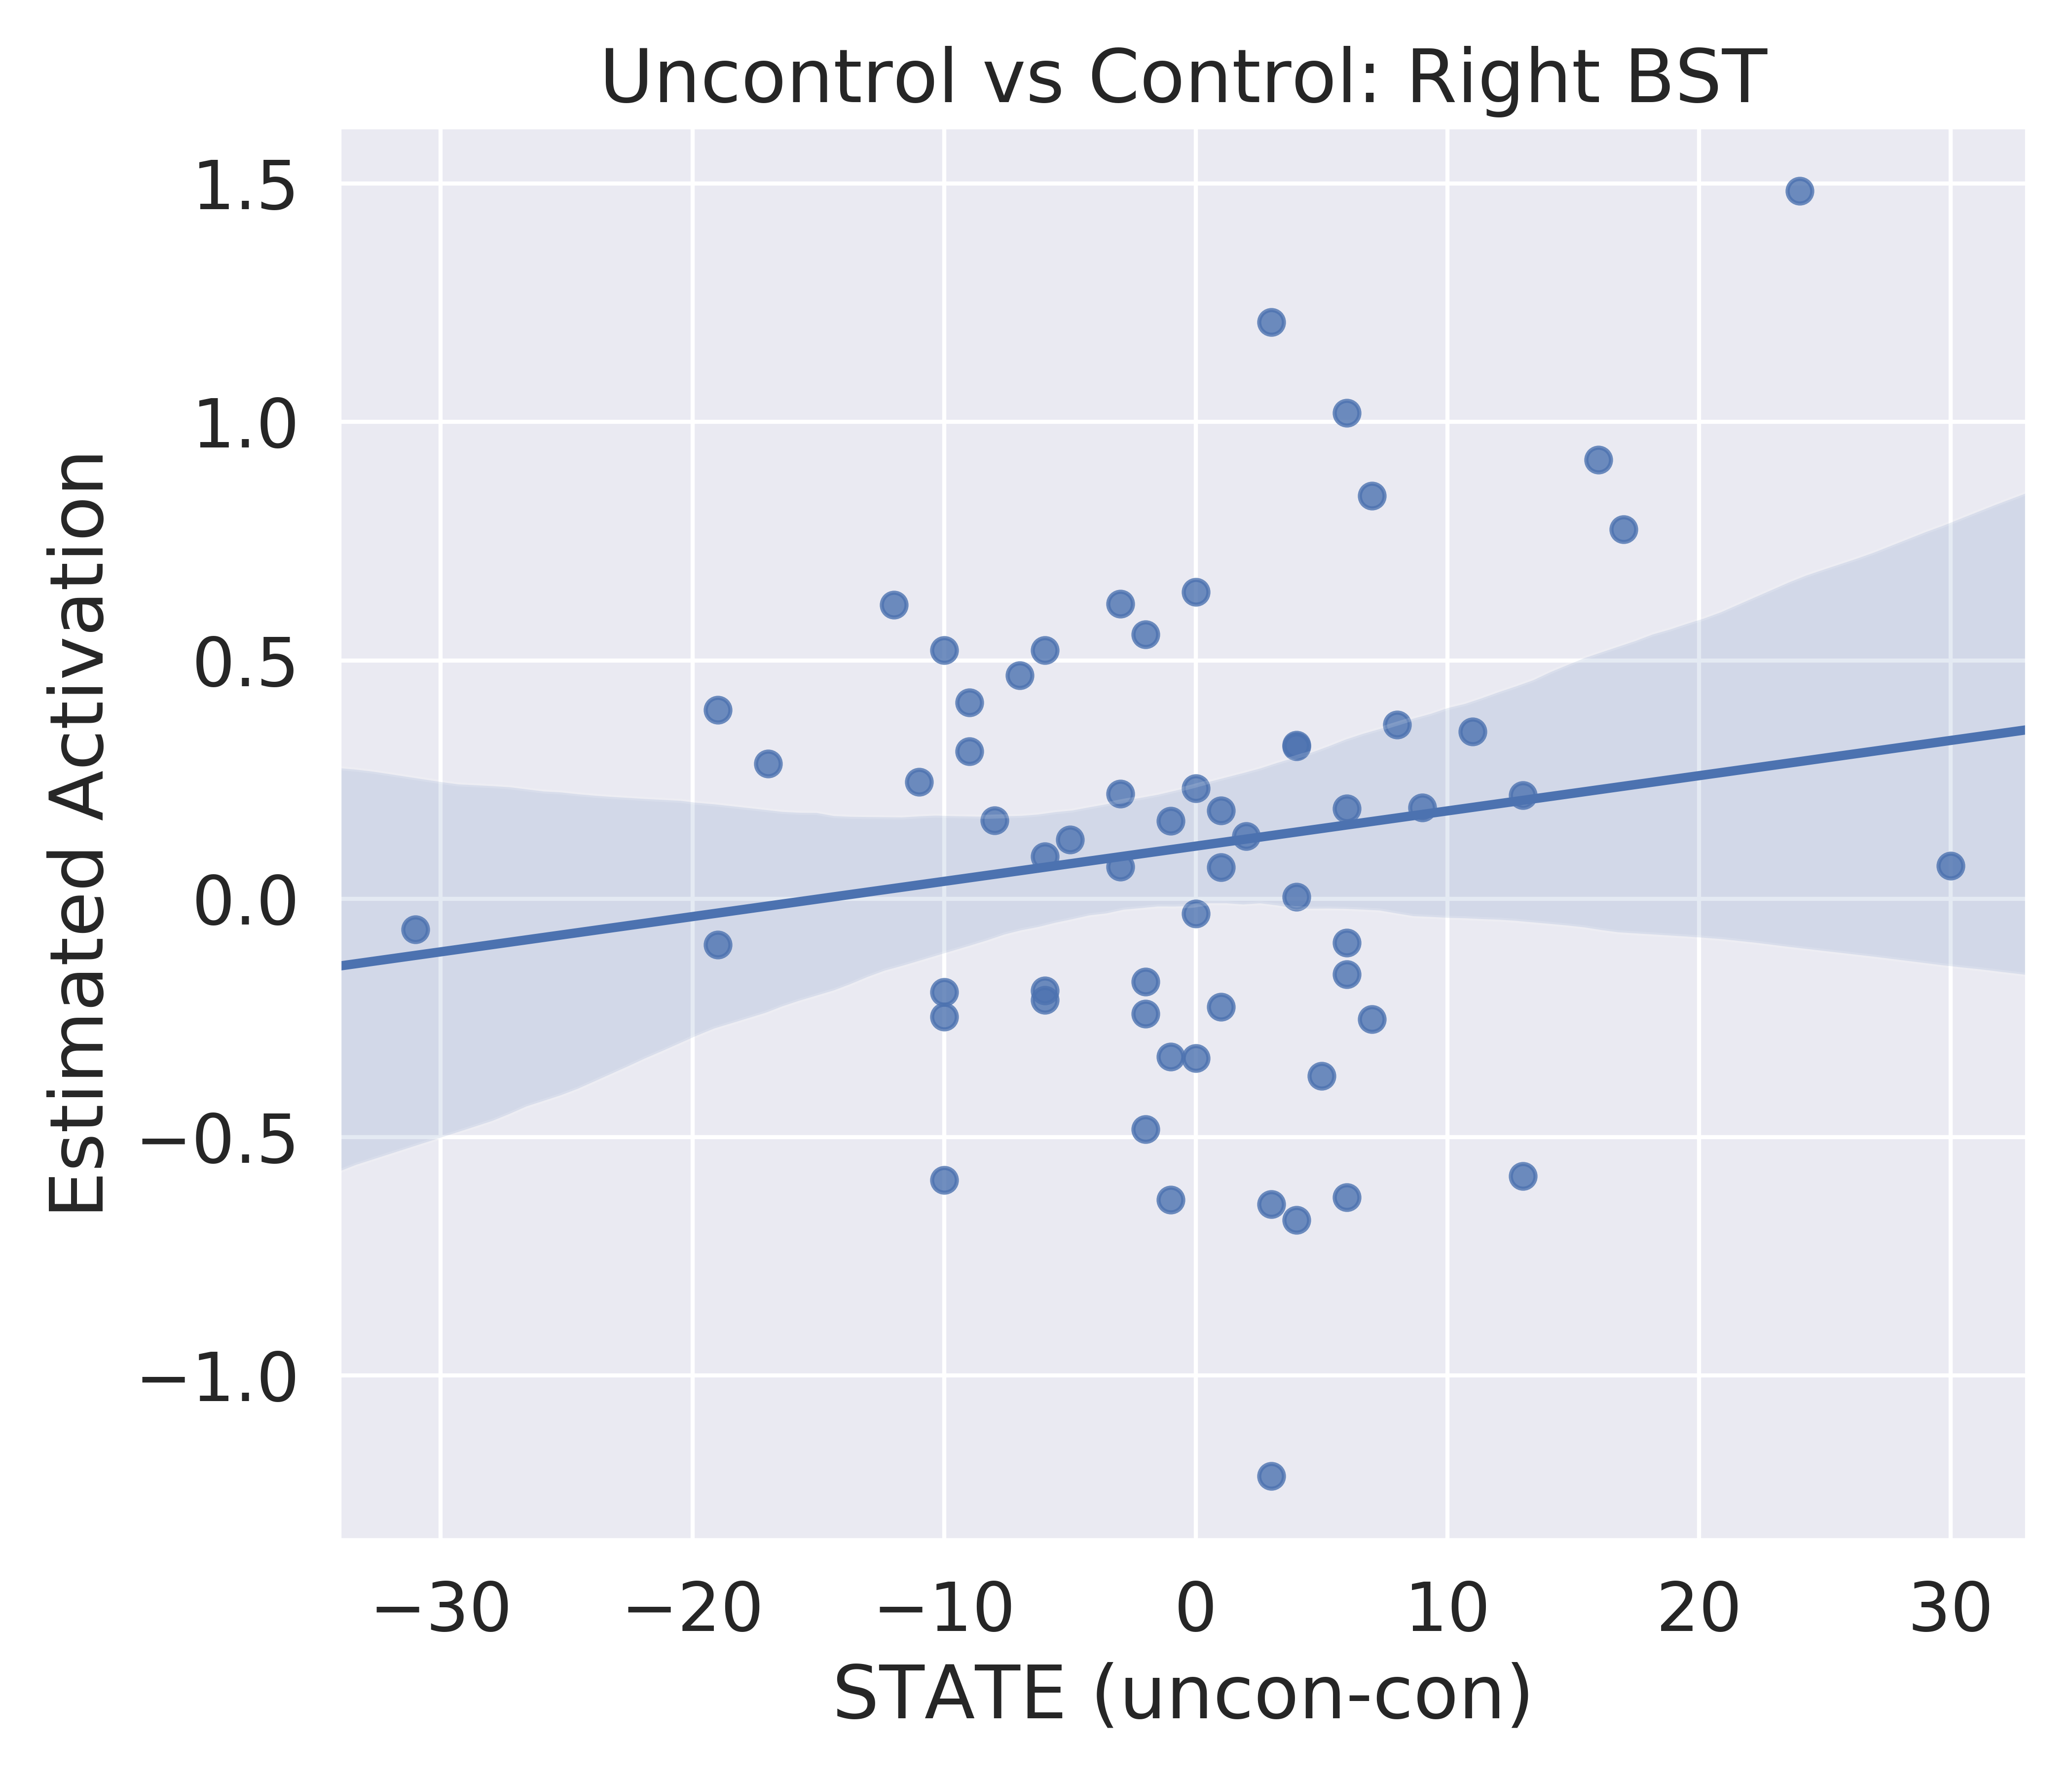 Uncontrol vs Control: Right BST
1.5
1.0
0.5
0.0
−0.5
−1.0
Estimated Activation
−30 −20 −10 0 10 20 30
STATE (uncon-con)